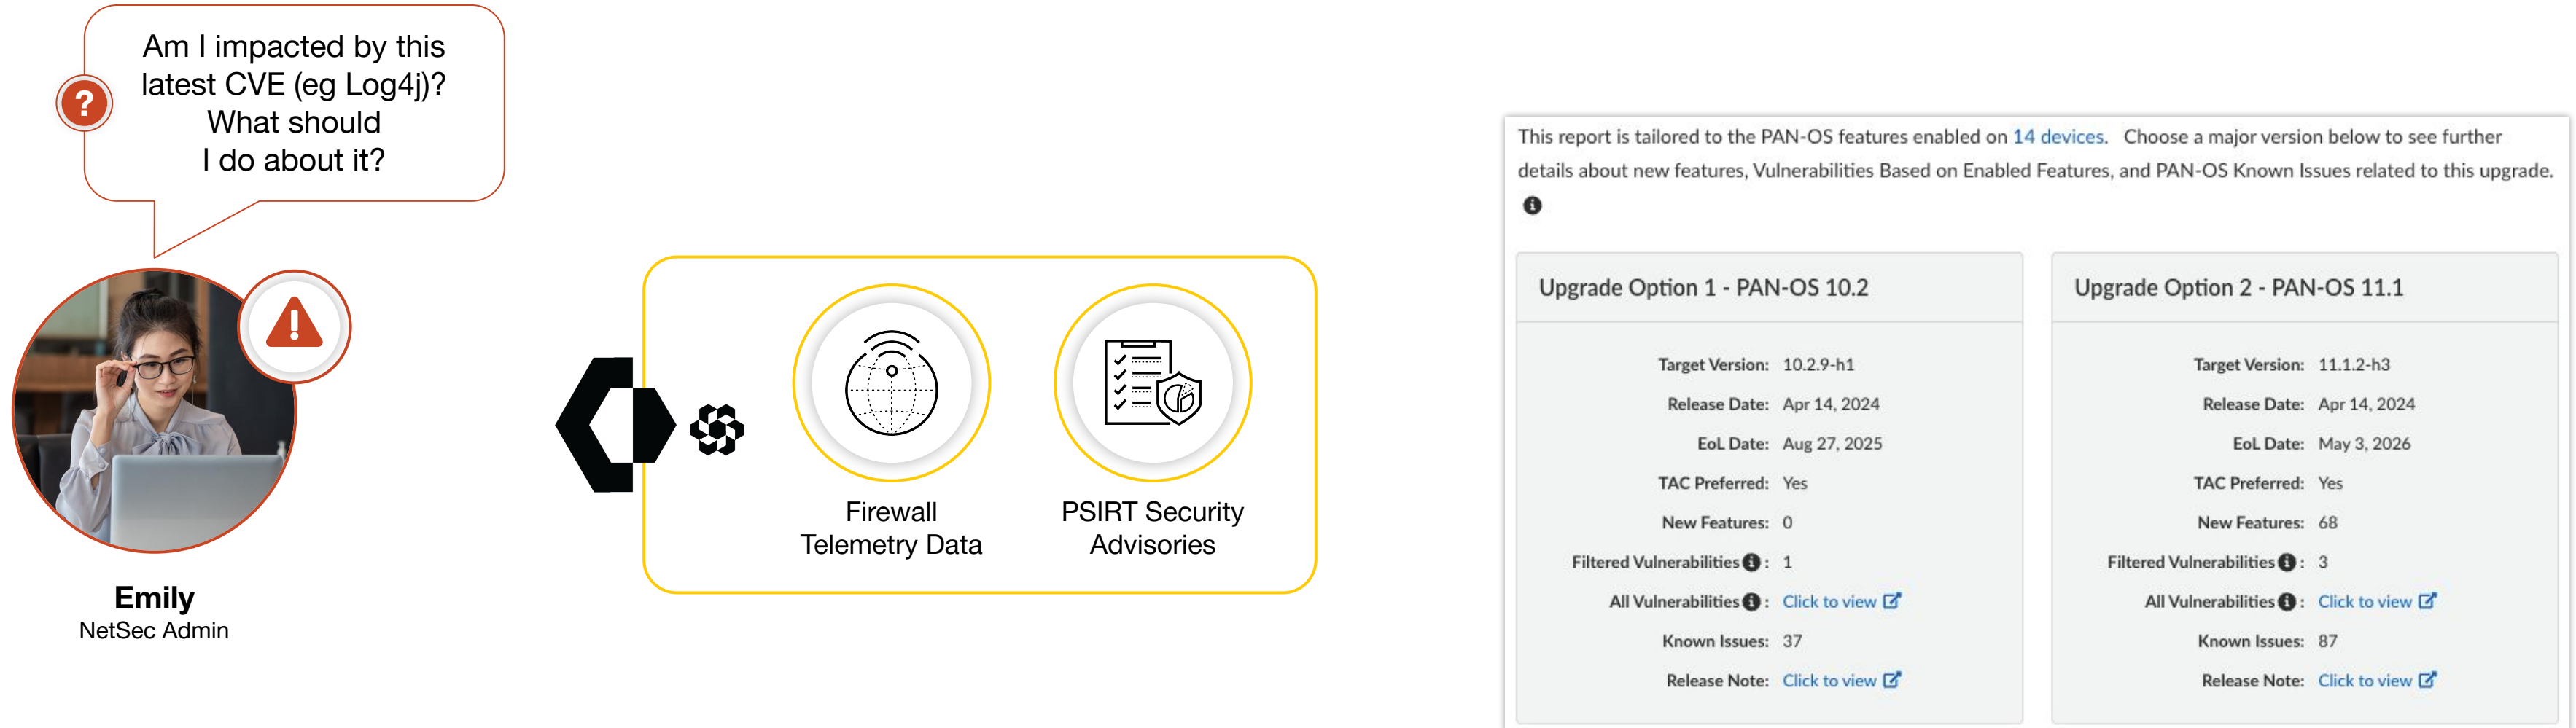 Am I impacted by this
latest CVE (eg Log4j)?
What should
I do about it?
?
!
Emily
NetSec Admin
Firewall
Telemetry Data
PSIRT Security
Advisories
This report is tailored to the PAN-OS features enabled on 14 devices. Choose a major version below to see further
details about new features, Vulnerabilities Based on Enabled Features, and PAN-OS Known Issues related to this upgrade.
i
Upgrade Option 1 - PAN-OS 10.2
Target Version: 10.2.9-h1
Release Date: Apr 14, 2024
EoL Date: Aug 27, 2025
TAC Preferred: Yes
New Features: 0
Filtered Vulnerabilities i : 1
All Vulnerabilities i : Click to view
Known Issues: 37
Release Note: Click to view
Upgrade Option 2 - PAN-OS 11.1
Target Version: 11.1.2-h3
Release Date: Apr 14, 2024
EoL Date: May 3, 2026
TAC Preferred: Yes
New Features: 68
Filtered Vulnerabilities i : 3
All Vulnerabilities i : Click to view
Known Issues: 87
Release Note: Click to view